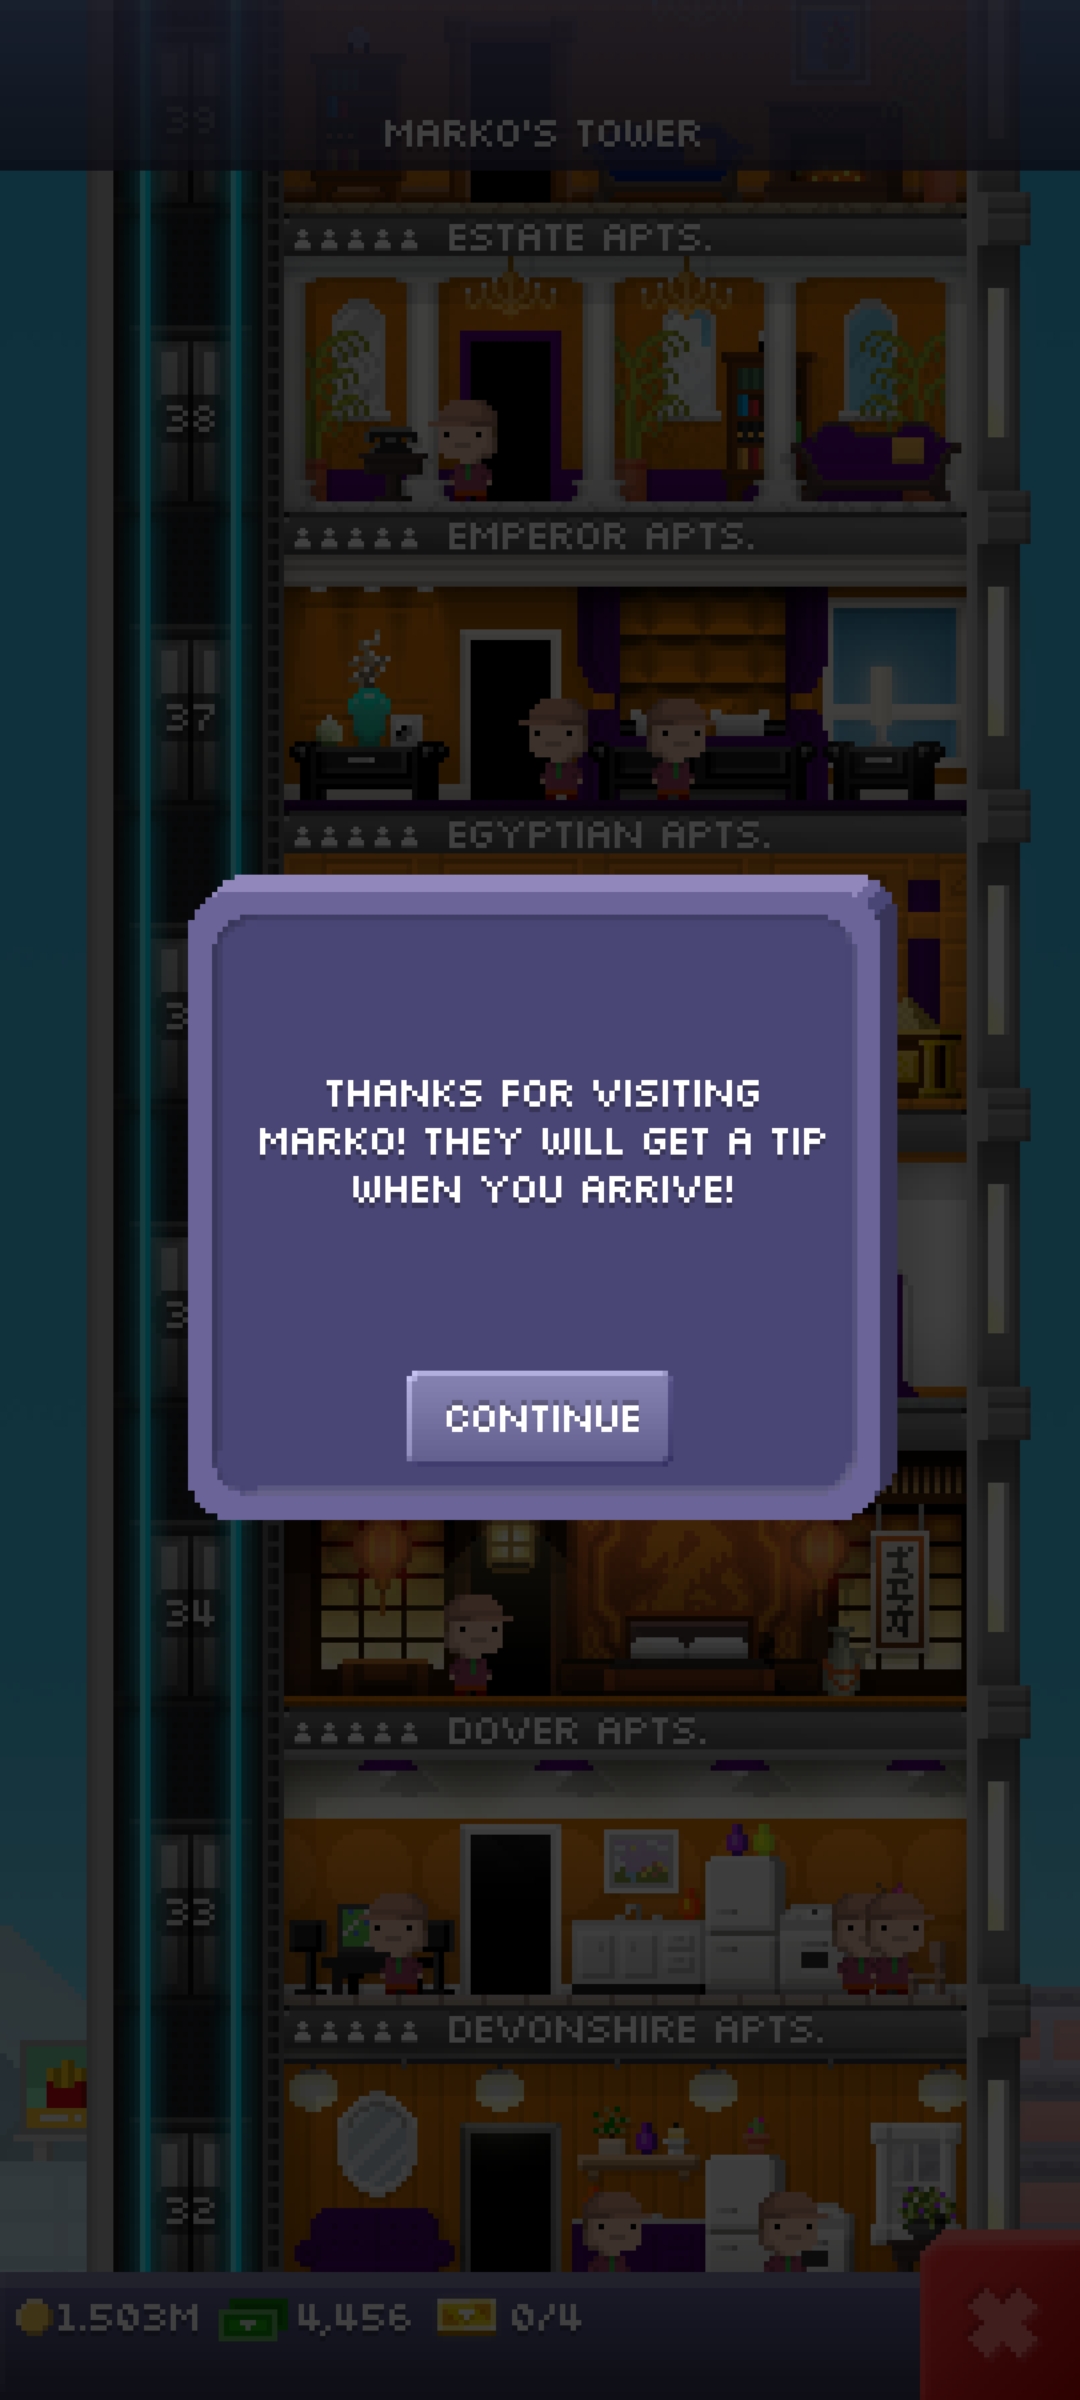 39
MARKO'S TOWER
ESTATE APTS.
38
EMPEROR APTS.
37
EGYPTIAN APTS.
THANKS FOR VISITING
MARKO! THEY WILL GET A TIP
WHEN YOU ARRIVE!
CONTINUE
34
DOVER APTS.
33
DEVONSHIRE APTS.
32
1.503M 4,456 0/4